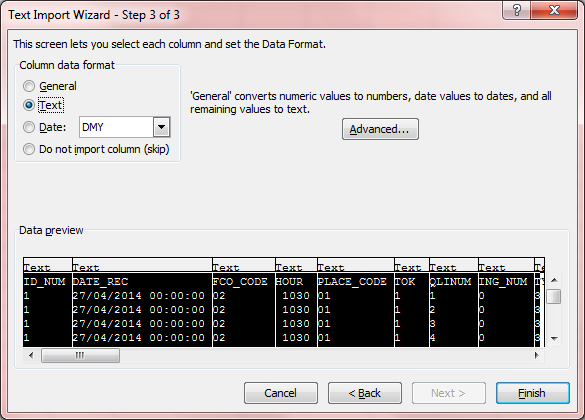 Text Import Wizard - Step 3 of 3
This screen lets you select each column and set the Data Format.
Column data format
General
Text
Date: DMY
Do not import column (skip)
'General' converts numeric values to numbers, date values to dates, and all
remaining values to text.
Advanced...
Data preview
Text Text Text Text Text Text Text Text Te
ID_NUM DATE_REC FCO_CODE HOUR PLACE_CODE TOK QLINUM ING_NUM T
1 27/04/2014 00:00:00 02 1030 01 1 1 0 3
1 27/04/2014 00:00:00 02 1030 01 1 2 0 3
1 27/04/2014 00:00:00 02 1030 01 1 3 0 3
1 27/04/2014 00:00:00 02 1030 01 1 4 0 3
Cancel < Back Next > Finish